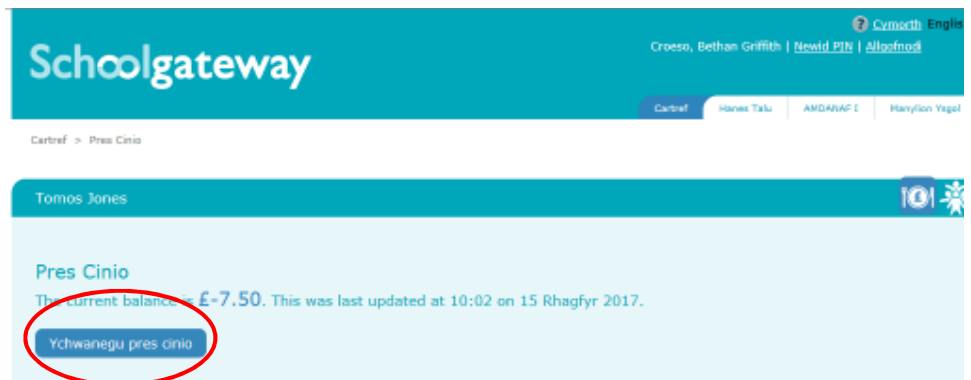 Cymorth Englis
Schoolgateway
Croeso, Bethan Griffith | Newid PIN | Allgofnodi
Cartref Hanes Talu AMDANAF I Manylion Ysgol
Cartref > Pres Cinio
Tomos Jones
Pres Cinio
The current balance is £-7.50. This was last updated at 10:02 on 15 Rhagfyr 2017.
Ychwanegu pres cinio